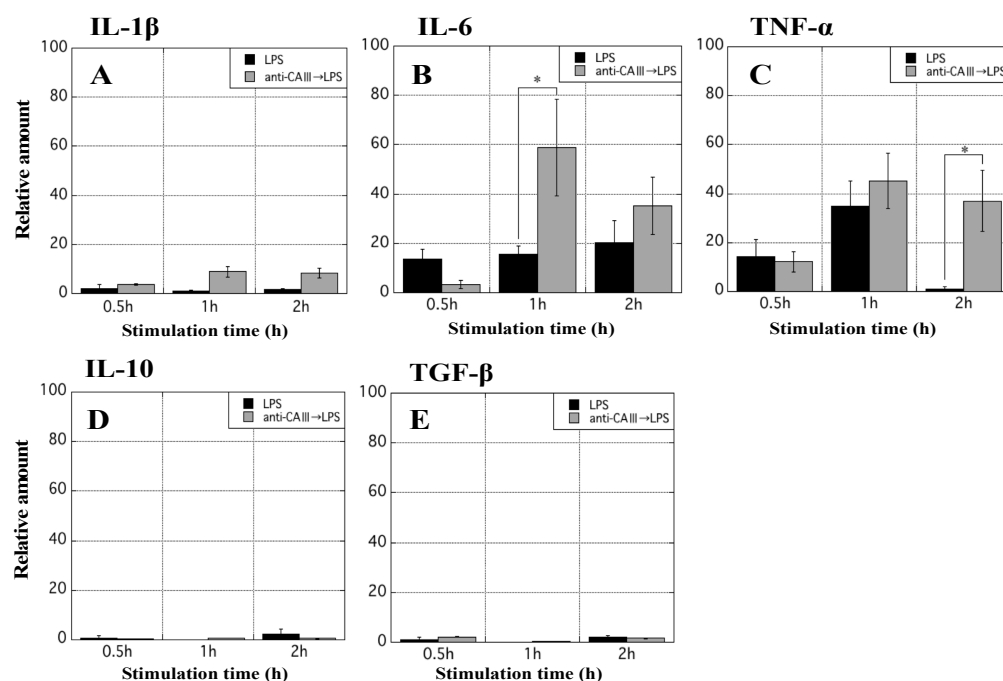 IL-1β
100
80
60
40
20
0
Relative amount
A
LPS
anti-CAIII→LPS
0.5h
1h
2h
Stimulation time (h)
IL-6
100
80
60
40
20
0
B
LPS
anti-CAIII→LPS
*
0.5h
1h
2h
Stimulation time (h)
TNF-α
100
80
60
40
20
0
C
LPS
anti-CAIII→LPS
*
0.5h
1h
2h
Stimulation time (h)
IL-10
100
80
60
40
20
0
Relative amount
D
LPS
anti-CAIII→LPS
0.5h
1h
2h
Stimulation time (h)
TGF-β
100
80
60
40
20
0
E
LPS
anti-CAIII→LPS
0.5h
1h
2h
Stimulation time (h)